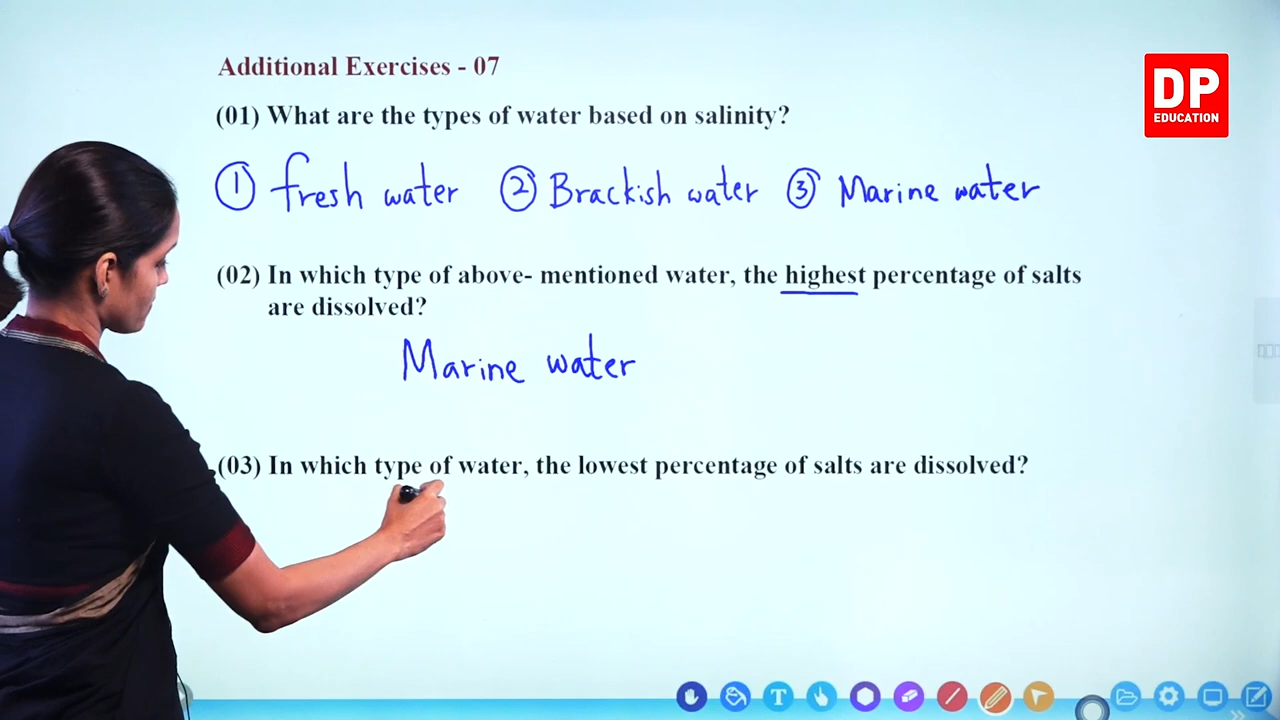 Additional Exercises - 07
DP
EDUCATION
(01) What are the types of water based on salinity?
① fresh water ② Brackish water ③ Marine water
(02) In which type of above- mentioned water, the highest percentage of salts
are dissolved?
Marine water
(03) In which type of water, the lowest percentage of salts are dissolved?
T